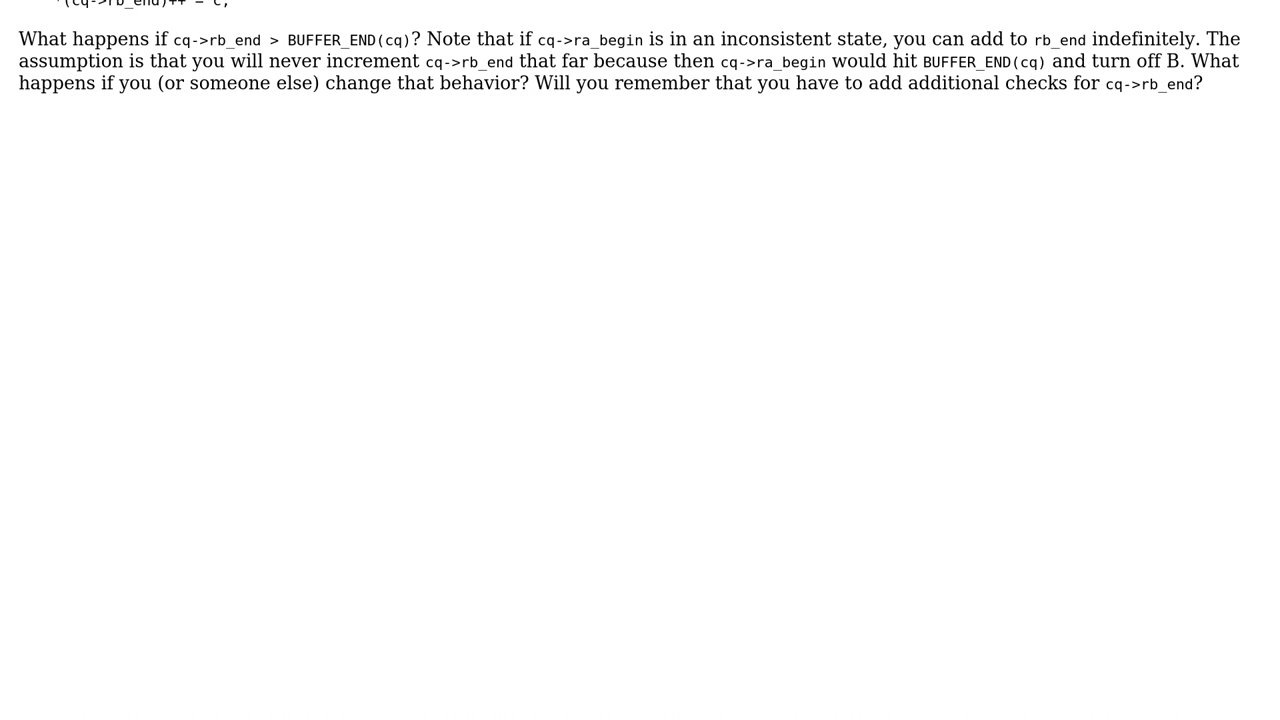 *(cq->rb_end)++ = c;
What happens if cq->rb_end > BUFFER_END(cq)? Note that if cq->ra_begin is in an inconsistent state, you can add to rb_end indefinitely. The
assumption is that you will never increment cq->rb_end that far because then cq->ra_begin would hit BUFFER_END(cq) and turn off B. What
happens if you (or someone else) change that behavior? Will you remember that you have to add additional checks for cq->rb_end?